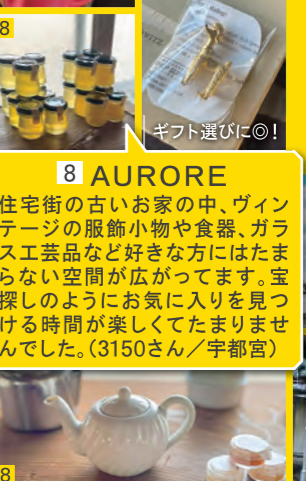 8
ギフト選びに◎!
8 AURORE
住宅街の古いお家の中、ヴィン
テージの服飾小物や食器、ガラ
ス工芸品など好きな方にはたま
らない空間が広がってます。宝
探しのようにお気に入りを見つ
ける時間が楽しくてたまりませ
んでした。(3150さん／宇都宮)
8